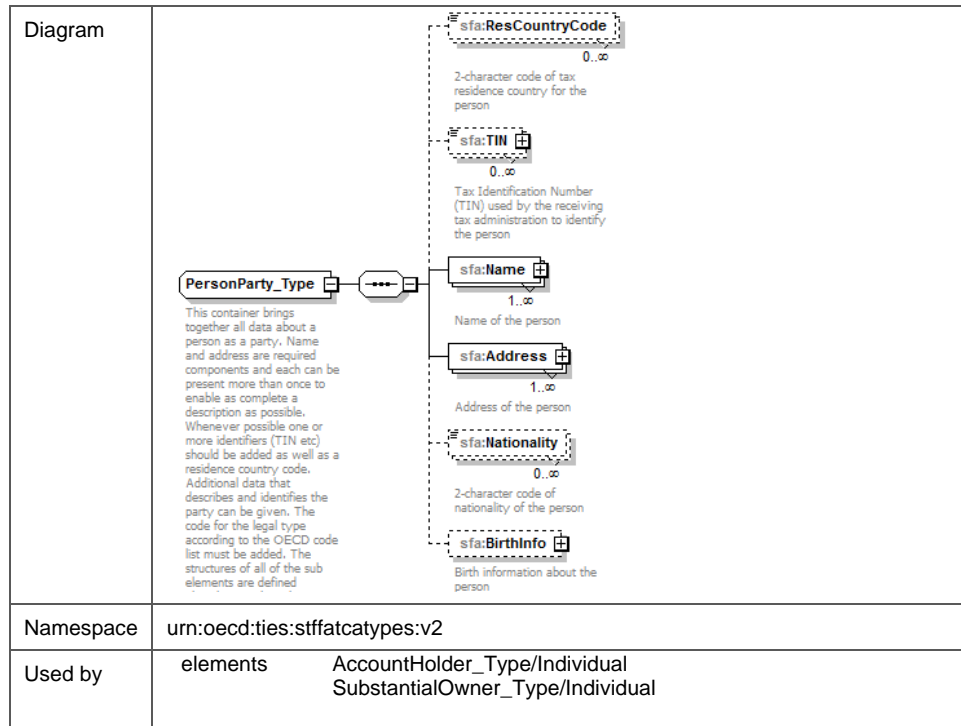 Diagram
sfa:ResCountryCode
0..∞
2-character code of tax
residence country for the
person
sfa:TIN
0..∞
Tax Identification Number
(TIN) used by the receiving
tax administration to identify
the person
sfa:Name
1..∞
Name of the person
PersonParty_Type
This container brings
together all data about a
person as a party. Name
and address are required
components and each can be
present more than once to
enable as complete a
description as possible.
Whenever possible one or
more identifiers (TIN etc)
should be added as well as a
residence country code.
Additional data that
describes and identifies the
party can be given. The
code for the legal type
according to the OECD code
list must be added. The
structures of all of the sub
elements are defined
sfa:Address
1..∞
Address of the person
sfa:Nationality
0..∞
2-character code of
nationality of the person
sfa:BirthInfo
Birth information about the
person
Namespace urn:oecd:ties:stffatcatypes:v2
Used by elements AccountHolder_Type/Individual
SubstantialOwner_Type/Individual